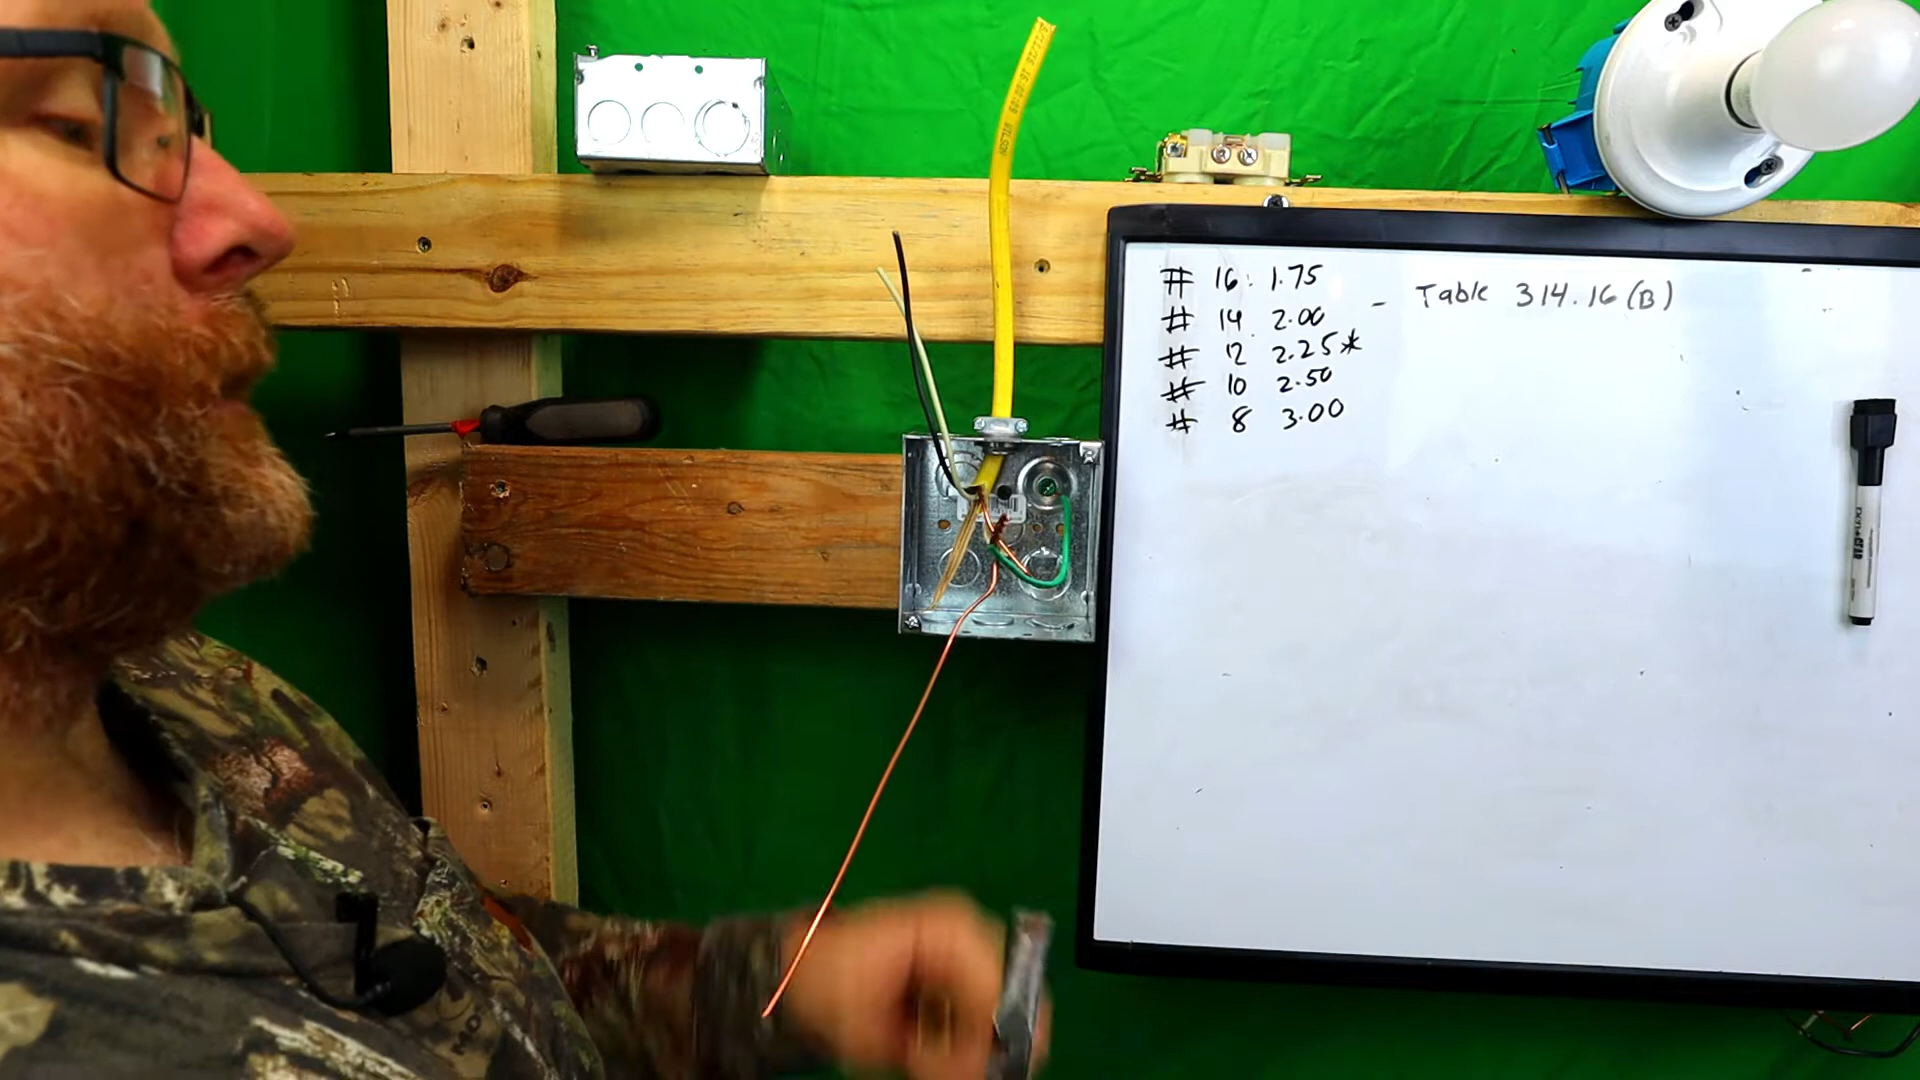 # 16 1.75
# 14 2.00
# 12 2.25*
# 10 2.50
# 8 3.00
- Table 314.16 (B)